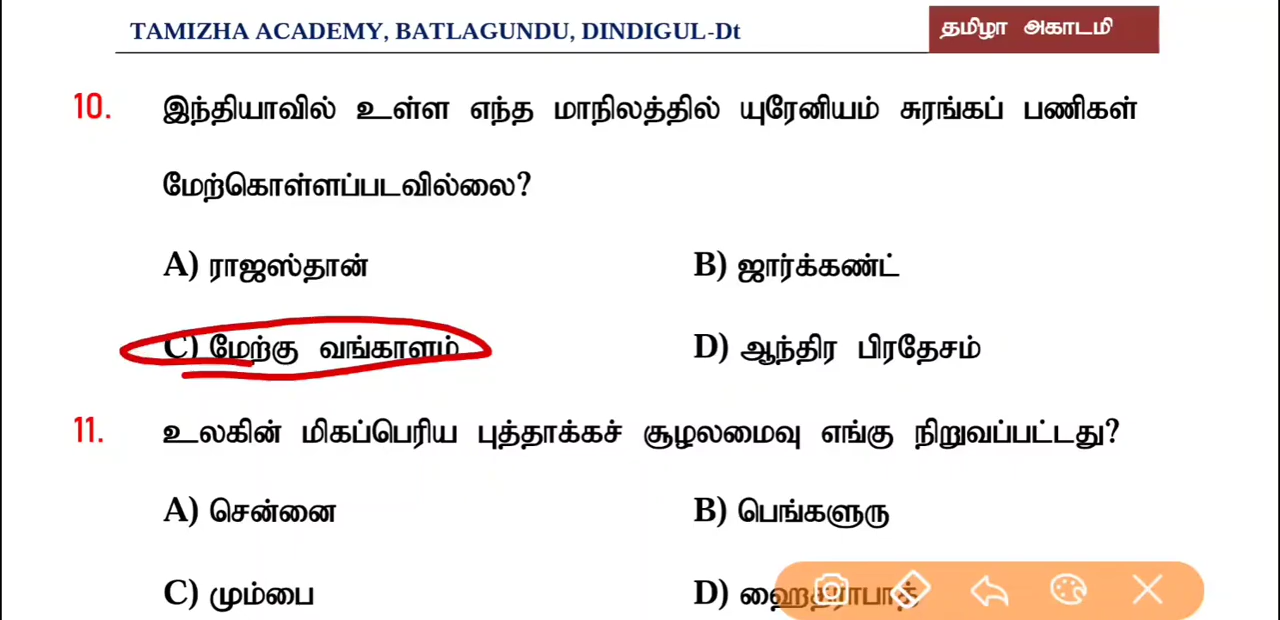 TAMIZHA ACADEMY, BATLAGUNDU, DINDIGUL-Dt தமிழா அகாடமி
10. இந்தியாவில் உள்ள எந்த மாநிலத்தில் யுரேனியம் சுரங்கப் பணிகள்
மேற்கொள்ளப்படவில்லை?
A) ராஜஸ்தான் B) ஜார்க்கண்ட்
C) மேற்கு வங்காளம் D) ஆந்திர பிரதேசம்
11. உலகின் மிகப்பெரிய புத்தாக்கச் சூழலமைவு எங்கு நிறுவப்பட்டது?
A) சென்னை B) பெங்களுரு
C) மும்பை D) ஹைதராபாத்